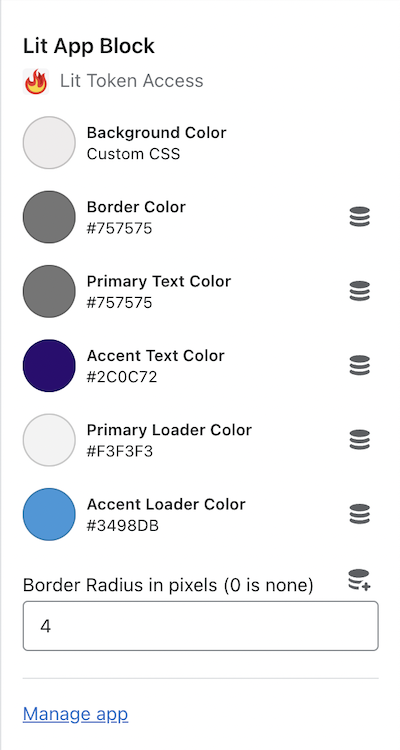 Lit App Block
Lit Token Access
Background Color
Custom CSS
Border Color
#757575
Primary Text Color
#757575
Accent Text Color
#2C0C72
Primary Loader Color
#F3F3F3
Accent Loader Color
#3498DB
Border Radius in pixels (0 is none)
4
Manage app